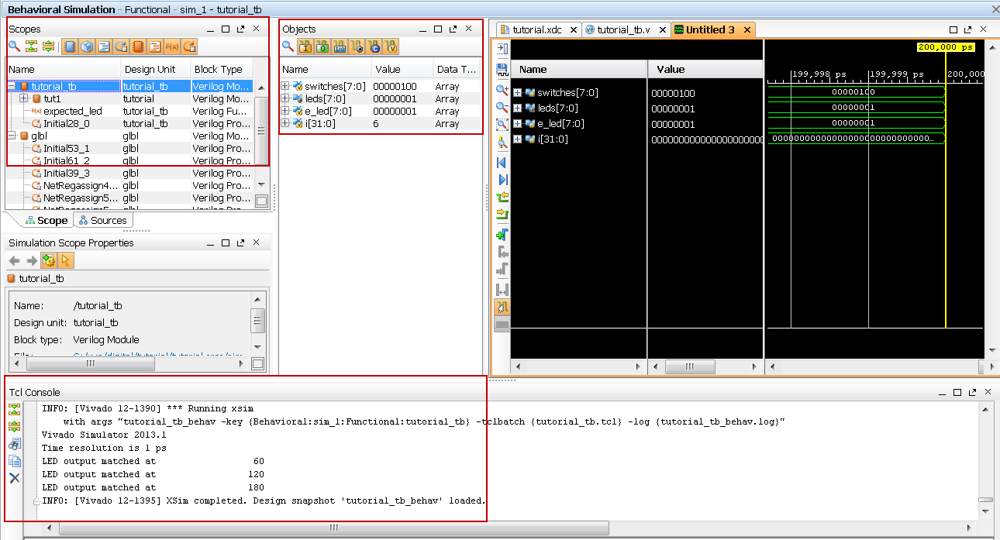 Behavioral Simulation - Functional - sim_1 - tutorial_tb
Scopes
Name Design Unit Block Type
tutorial_tb tutorial_tb Verilog Mo...
tut1 tutorial Verilog Mo...
F(x) expected_led tutorial_tb Verilog Fu...
Initial28_0 tutorial_tb Verilog Pro...
glbl glbl Verilog Mo...
Initial53_1 glbl Verilog Pro...
Initial61_2 glbl Verilog Pro...
Initial39_3 glbl Verilog Pro...
NetRegassign4... glbl Verilog Pro...
NetRegassign5... glbl Verilog Pro...
Scope Sources
Simulation Scope Properties
tutorial_tb
Name: /tutorial_tb
Design unit: tutorial_tb
Block type: Verilog Module
Objects
Name Value Data T...
switches[7:0] 00000100 Array
leds[7:0] 00000001 Array
e_led[7:0] 00000001 Array
i[31:0] 6 Array
tutorial.xdc tutorial_tb.v Untitled 3
200,000 ps
Name Value
199,998 ps 199,999 ps 200,000
switches[7:0] 00000100 00000100
leds[7:0] 00000001 00000001
e_led[7:0] 00000001 00000001
i[31:0]
Tcl Console
INFO: [Vivado 12-1390] *** Running xsim
with args "tutorial_tb_behav -key {Behavioral:sim_1:Functional:tutorial_tb} -tclbatch {tutorial_tb.tcl} -log {tutorial_tb_behav.log}"
Vivado Simulator 2013.1
Time resolution is 1 ps
LED output matched at 60
LED output matched at 120
LED output matched at 180
INFO: [Vivado 12-1395] XSim completed. Design snapshot 'tutorial_tb_behav' loaded.